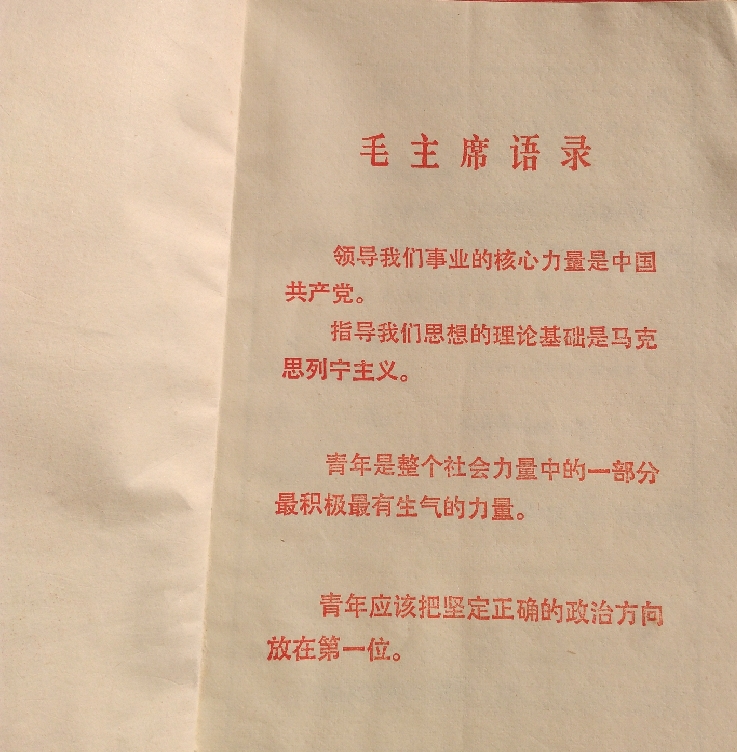 毛主席语录
领导我们事业的核心力量是中国
共产党。
指导我们思想的理论基础是马克
思列宁主义。
青年是整个社会力量中的一部分
最积极最有生气的力量。
青年应该把坚定正确的政治方向
放在第一位。